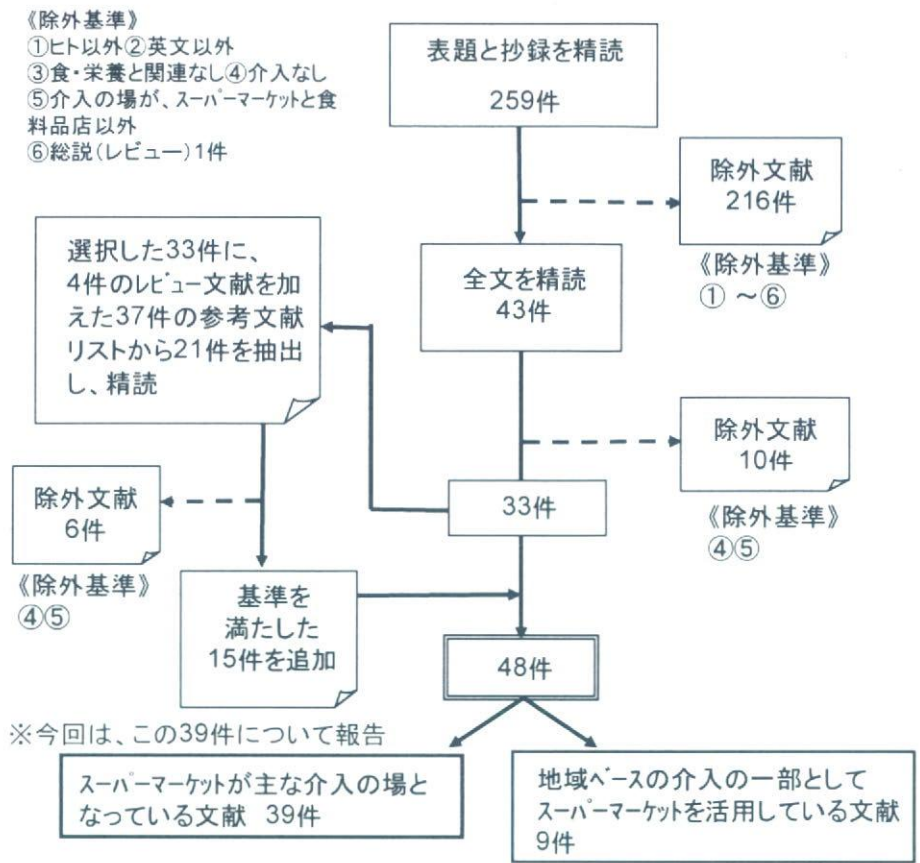 《除外基準》
①ヒト以外②英文以外
③食・栄養と関連なし④介入なし
⑤介入の場が、スーパーマーケットと食
料品店以外
⑥総説(レビュー)1件
表題と抄録を精読
259件
除外文献
216件
《除外基準》
①~⑥
全文を精読
43件
選択した33件に、
4件のレビュー文献を加
えた37件の参考文献
リストから21件を抽出
し、精読
除外文献
10件
《除外基準》
④⑤
33件
除外文献
6件
《除外基準》
④⑤
基準を
満たした
15件を追加
48件
※今回は、この39件について報告
スーパーマーケットが主な介入の場と
なっている文献 39件
地域ベースの介入の一部として
スーパーマーケットを活用している文献
9件